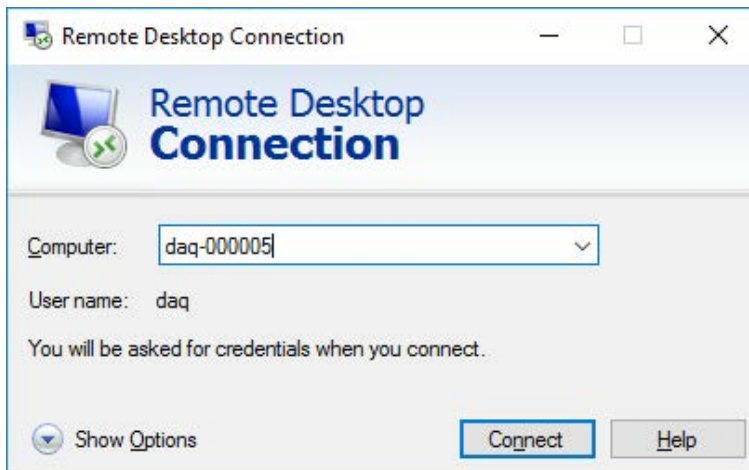 Remote Desktop Connection
Remote Desktop
Connection
Computer: daq-000005
User name: daq
You will be asked for credentials when you connect.
Show Options Connect Help